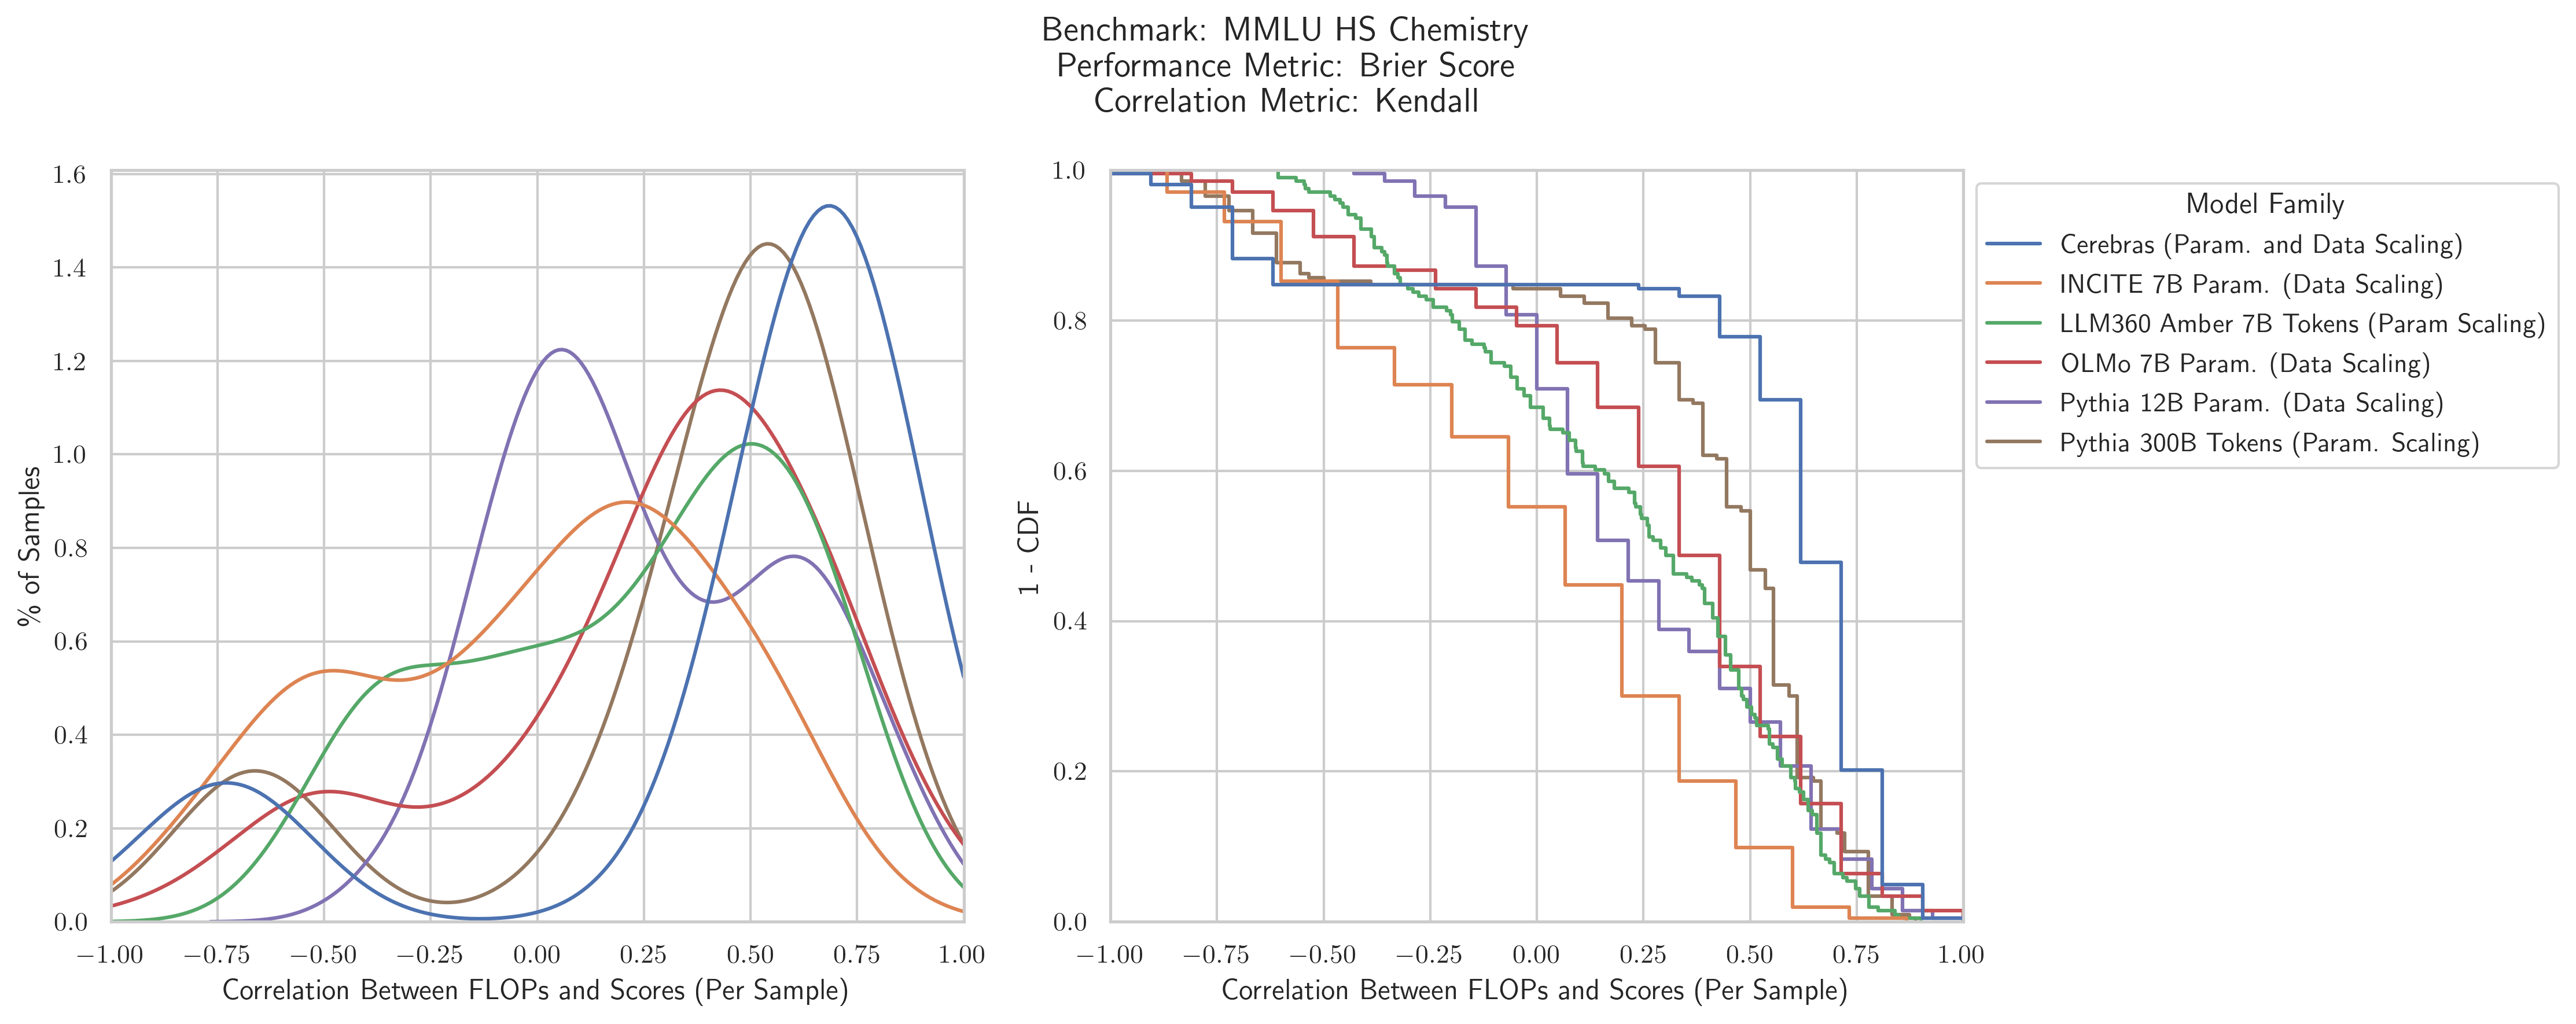 Benchmark: MMLU HS Chemistry
Performance Metric: Brier Score
Correlation Metric: Kendall
% of Samples
1.6
1.4
1.2
1.0
0.8
0.6
0.4
0.2
0.0
−1.00 −0.75 −0.50 −0.25 0.00 0.25 0.50 0.75 1.00
Correlation Between FLOPs and Scores (Per Sample)
1 - CDF
1.0
0.8
0.6
0.4
0.2
0.0
−1.00 −0.75 −0.50 −0.25 0.00 0.25 0.50 0.75 1.00
Correlation Between FLOPs and Scores (Per Sample)
Model Family
Cerebras (Param. and Data Scaling)
INCITE 7B Param. (Data Scaling)
LLM360 Amber 7B Tokens (Param Scaling)
OLMo 7B Param. (Data Scaling)
Pythia 12B Param. (Data Scaling)
Pythia 300B Tokens (Param. Scaling)